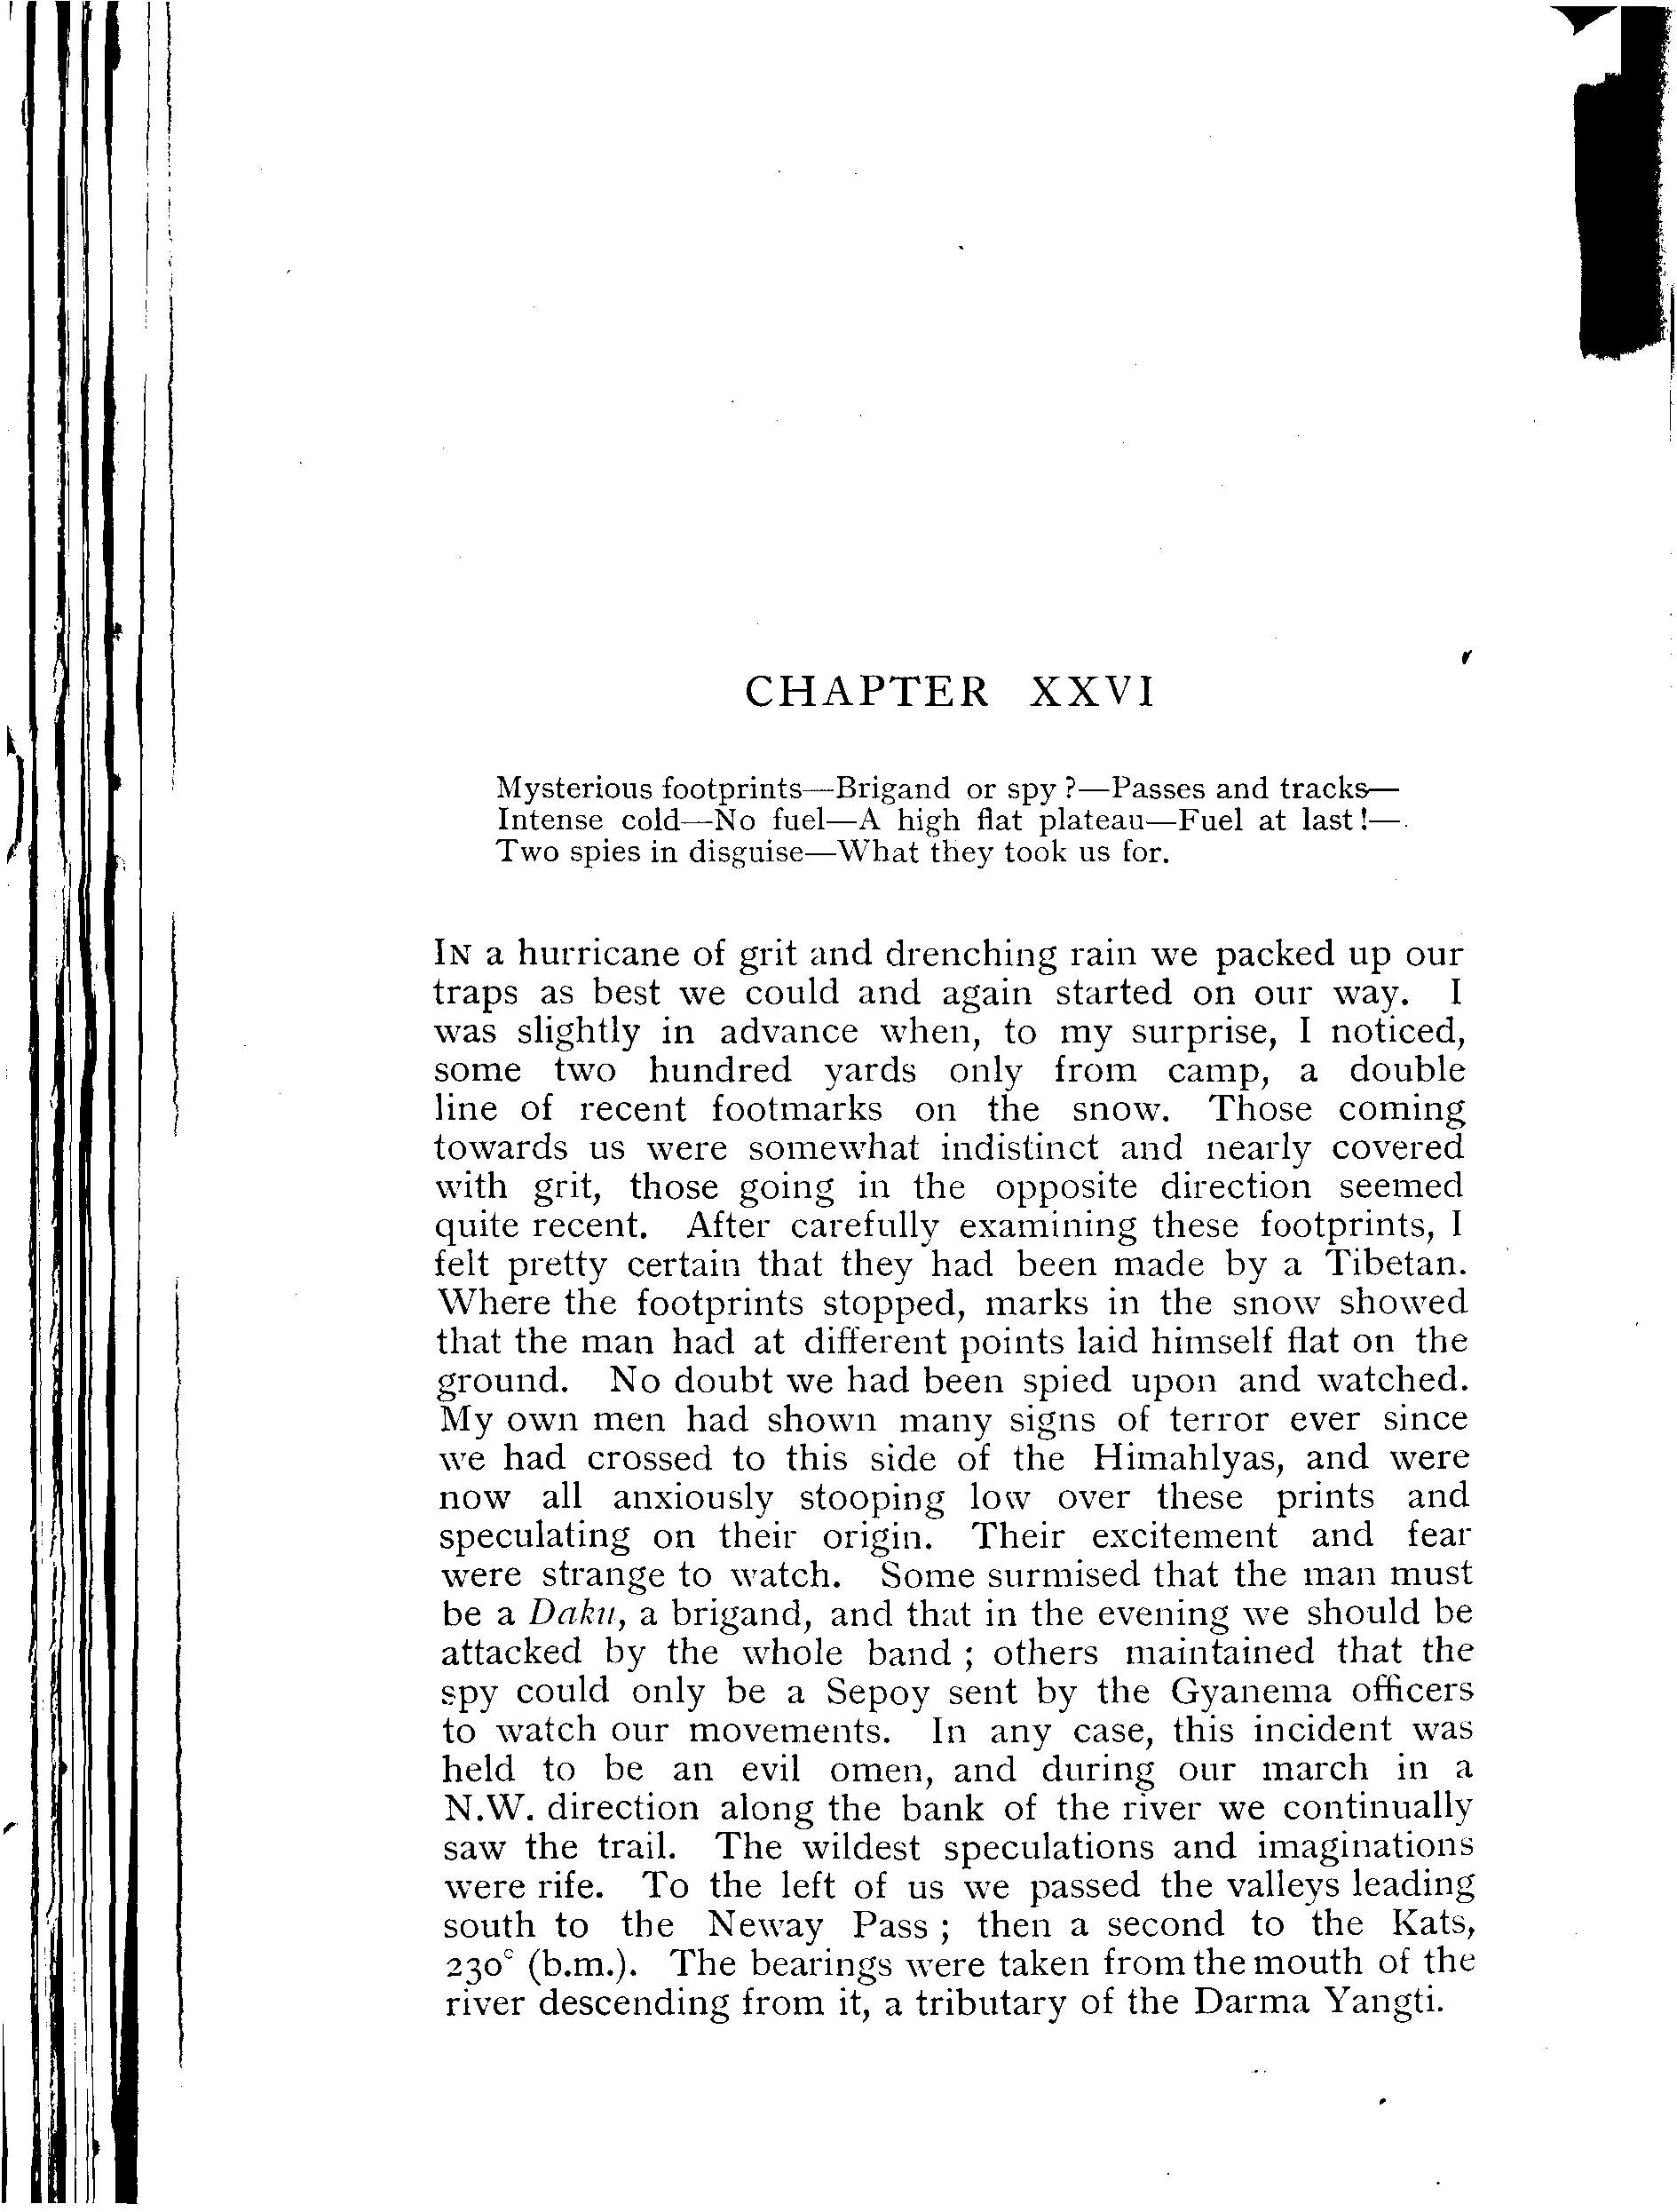 CHAPTER XXVI
Mysterious footprints—Brigand or spy ?—Passes and tracks—
Intense cold—No fuel—A high flat plateau—Fuel at last!—
Two spies in disguise—What they took us for.
IN a hurricane of grit and drenching rain we packed up our
traps as best we could and again started on our way. I
was slightly in advance when, to my surprise, I noticed,
some two hundred yards only from camp, a double
line of recent footmarks on the snow. Those coming
towards us were somewhat indistinct and nearly covered
with grit, those going in the opposite direction seemed
quite recent. After carefully examining these footprints, I
felt pretty certain that they had been made by a Tibetan.
Where the footprints stopped, marks in the snow showed
that the man had at different points laid himself flat on the
ground. No doubt we had been spied upon and watched.
My own men had shown many signs of terror ever since
we had crossed to this side of the Himahlyas, and were
now all anxiously stooping low over these prints and
speculating on their origin. Their excitement and fear
were strange to watch. Some surmised that the man must
be a Daku, a brigand, and that in the evening we should be
attacked by the whole band ; others maintained that the
spy could only be a Sepoy sent by the Gyanema officers
to watch our movements. In any case, this incident was
held to be an evil omen, and during our march in a
N.W. direction along the bank of the river we continually
saw the trail. The wildest speculations and imaginations
were rife. To the left of us we passed the valleys leading
south to the Neway Pass ; then a second to the Kats,
230° (b.m.). The bearings were taken from the mouth of the
river descending from it, a tributary of the Darma Yangti.